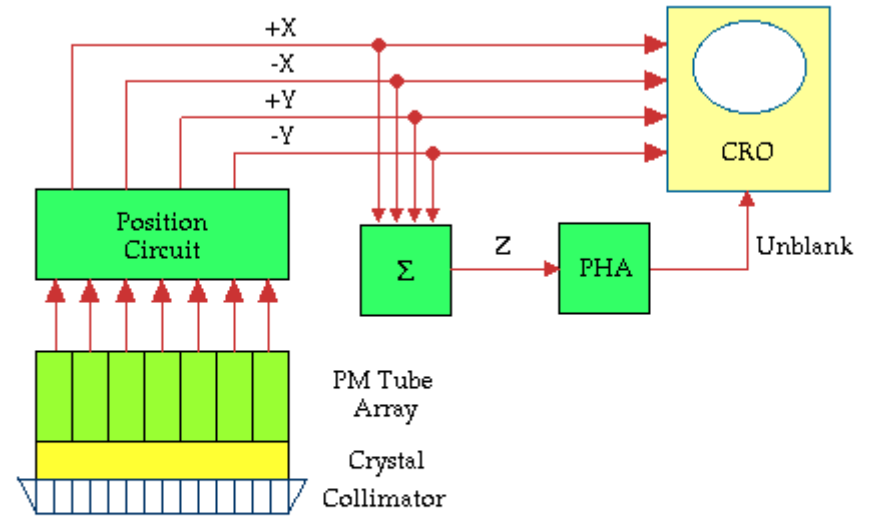 +X
-X
+Y
-Y
CRO
Position
Circuit
Σ
Z
PHA
Unblank
PM Tube
Array
Crystal
Collimator